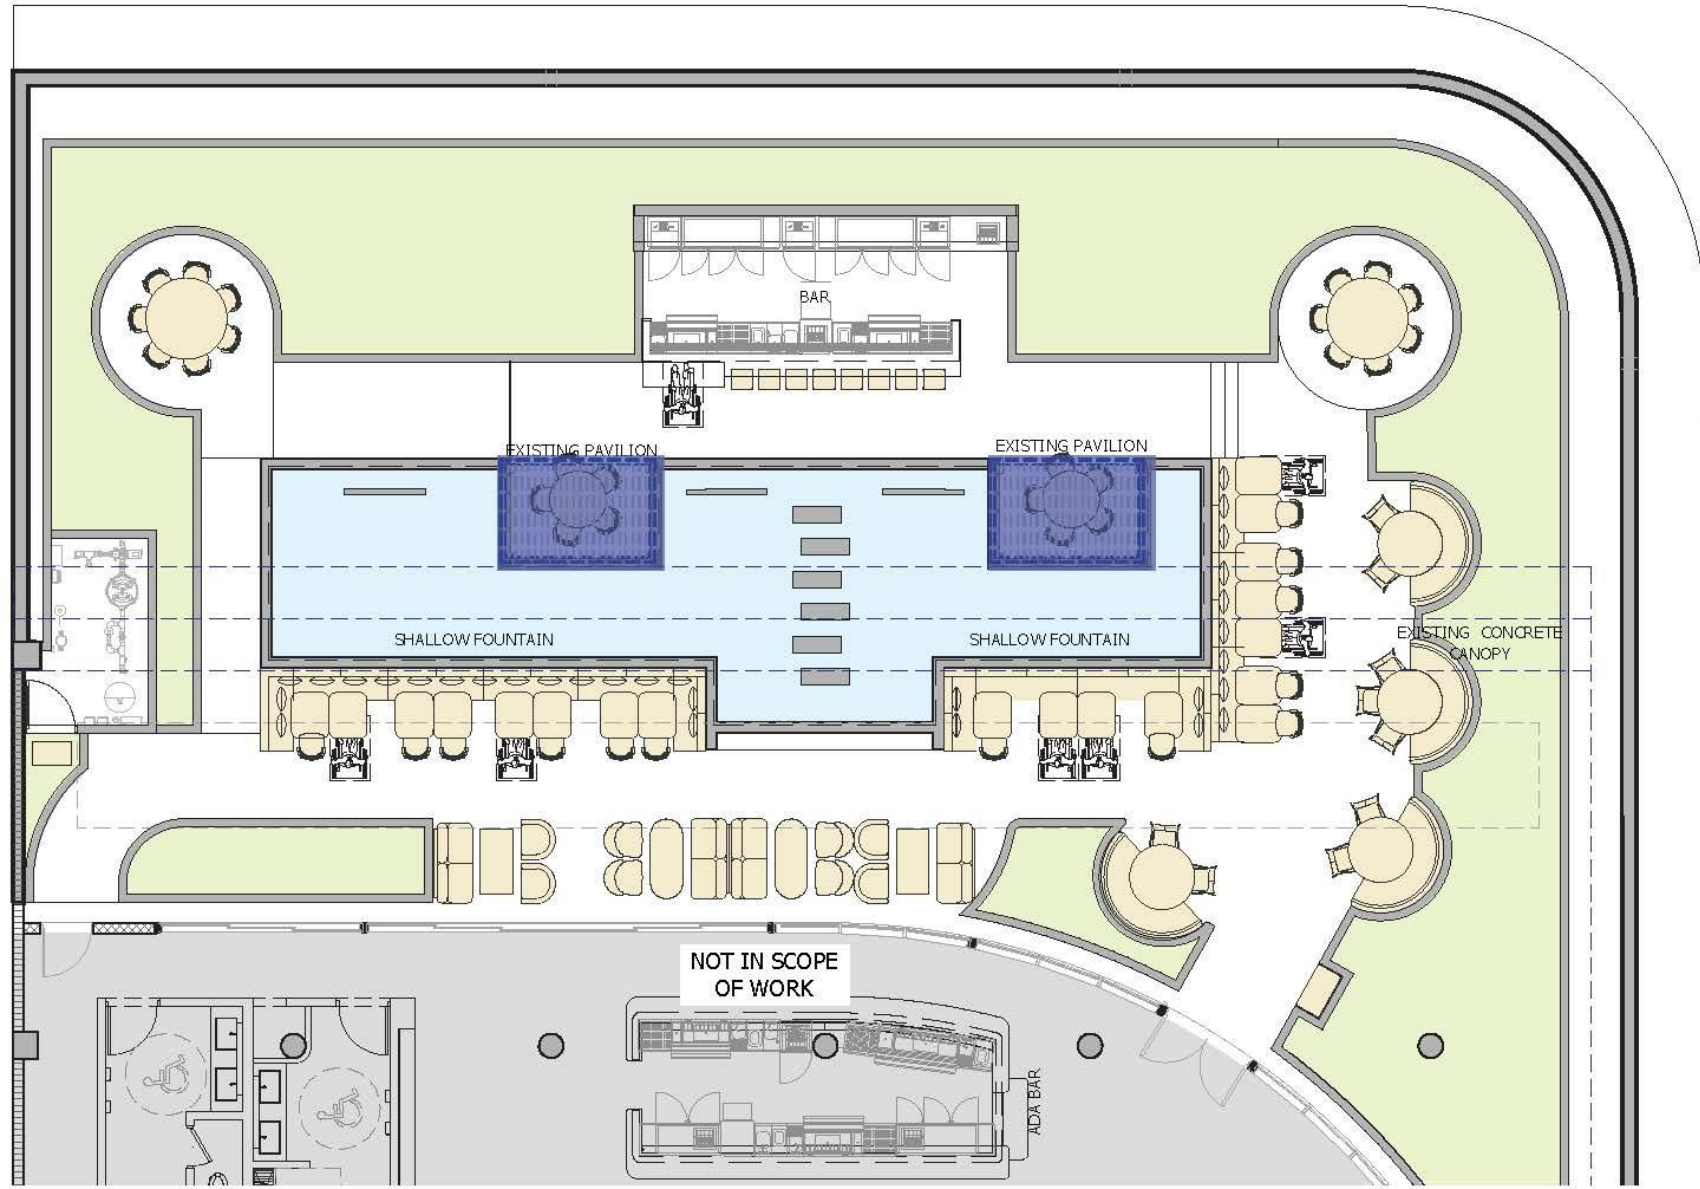 BAR
EXISTING PAVILION
EXISTING PAVILION
SHALLOW FOUNTAIN
SHALLOW FOUNTAIN
EXISTING CONCRETE
CANOPY
NOT IN SCOPE
OF WORK
ADA BAR